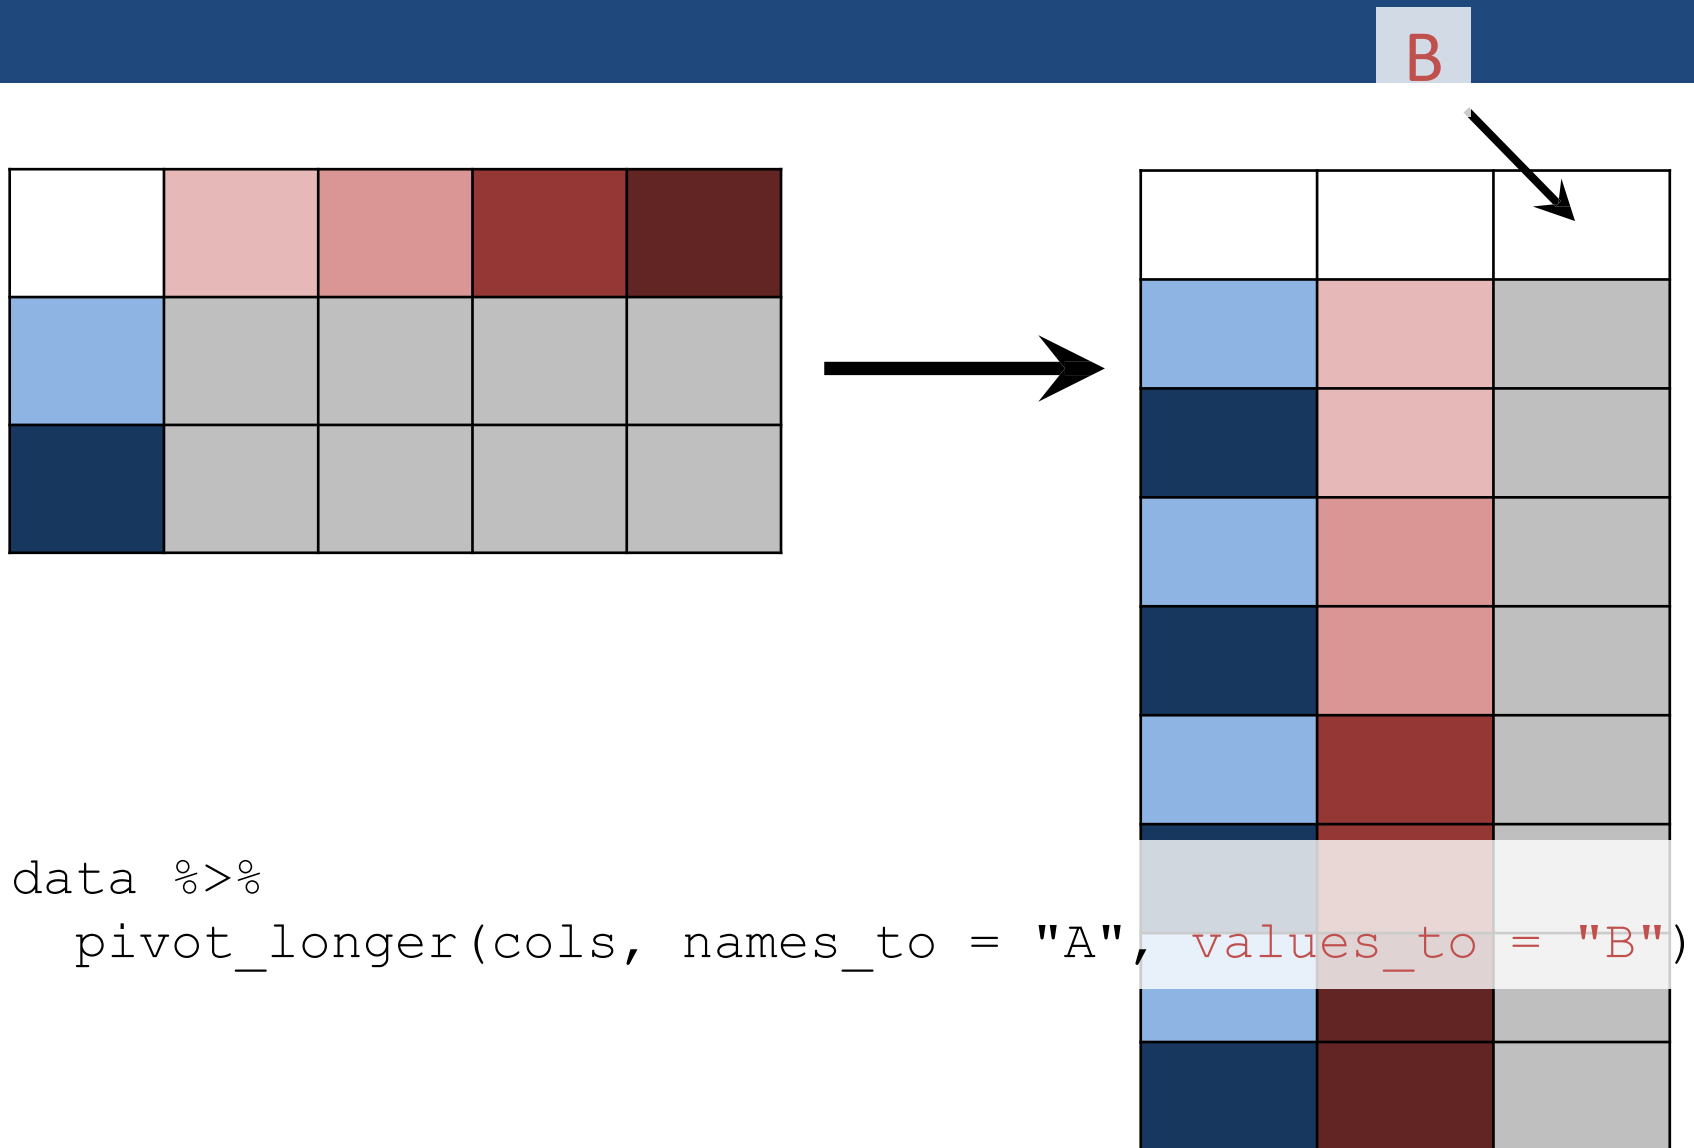 B
data %>%
pivot_longer(cols, names_to = "A", values_to = "B")